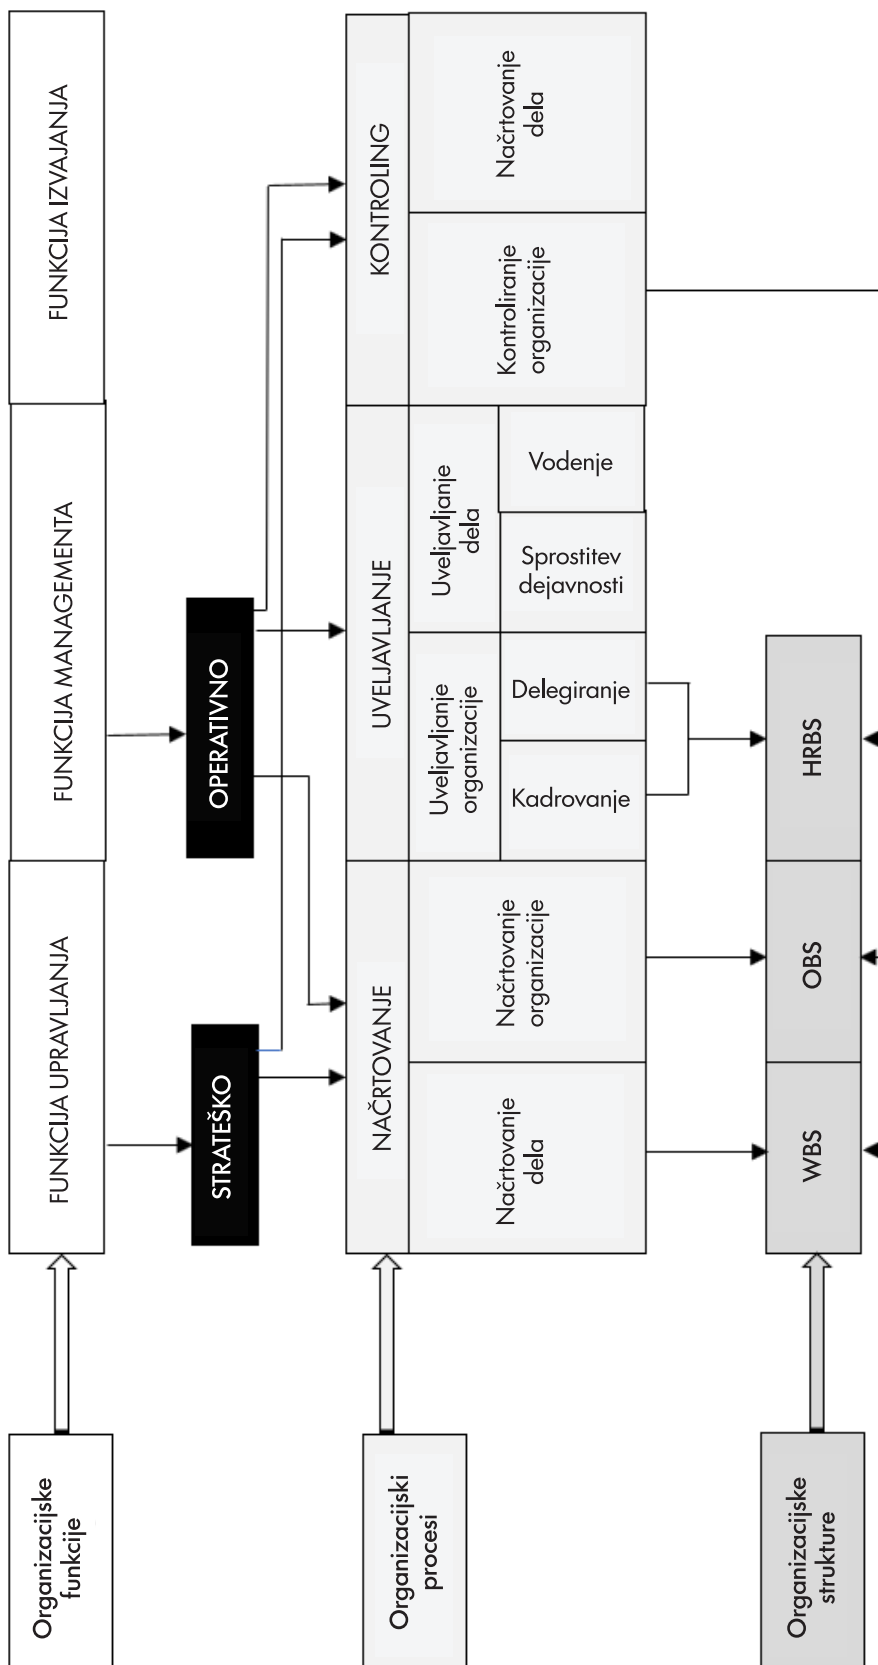 Organizacijske
funkcije
FUNKCIJA UPRAVLJANJA
FUNKCIJA MANAGEMENTA
FUNKCIJA IZVAJANJA
STRATEŠKO
OPERATIVNO
Organizacijski
procesi
NAČRTOVANJE
UVELJAVLJANJE
KONTROLING
Načrtovanje
dela
Načrtovanje
organizacije
Uveljavljanje
organizacije
Kadrovanje
Delegiranje
Uveljavljanje
dela
Sprostitev
dejavnosti
Vodenje
Kontroliranje
organizacije
Načrtovanje
dela
Organizacijske
strukture
WBS
OBS
HRBS